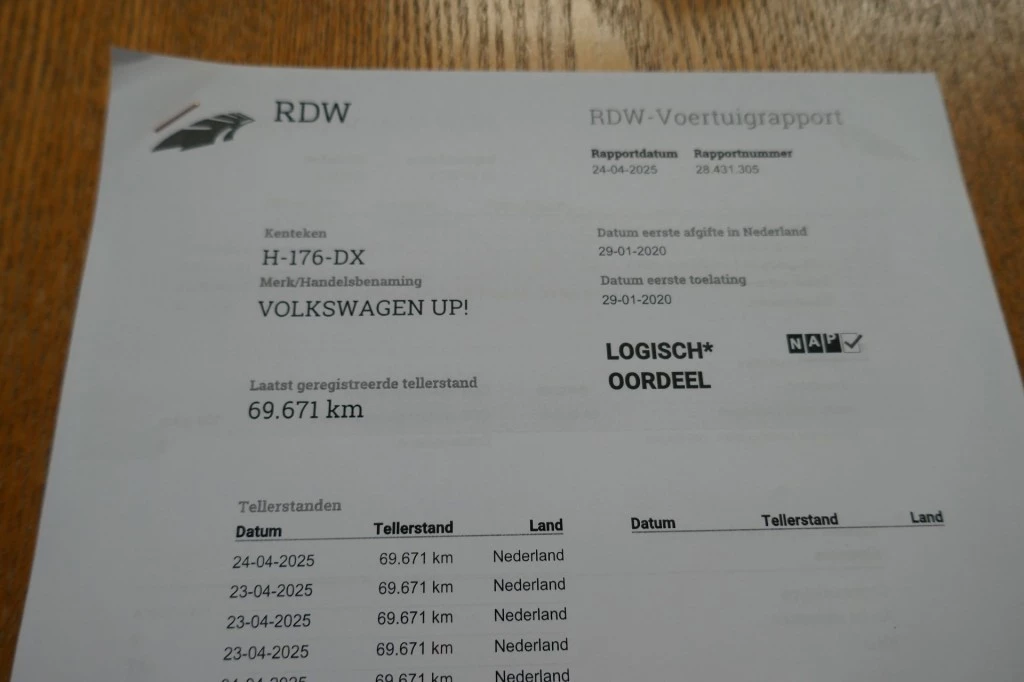 RDW
RDW-Voertuigrapport
Rapportdatum Rapportnummer
24-04-2025 28.431.305
Kenteken
H-176-DX
Merk/Handelsbenaming
VOLKSWAGEN UP!
Datum eerste afgifte in Nederland
29-01-2020
Datum eerste toelating
29-01-2020
LOGISCH*
OORDEEL
NAP
Laatst geregistreerde tellerstand
69.671 km
Tellerstanden
Datum Tellerstand Land
24-04-2025 69.671 km Nederland
23-04-2025 69.671 km Nederland
23-04-2025 69.671 km Nederland
23-04-2025 69.671 km Nederland
69.671 km Nederland
Datum Tellerstand Land